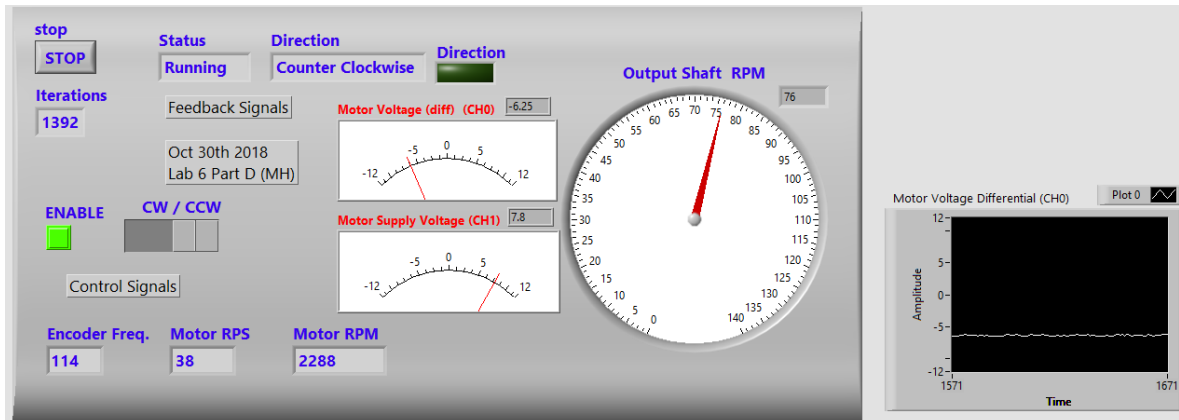 stop
STOP
Status
Running
Direction
Counter Clockwise
Direction
Iterations
1392
Feedback Signals
Oct 30th 2018
Lab 6 Part D (MH)
ENABLE
CW / CCW
Control Signals
Encoder Freq.
114
Motor RPS
38
Motor RPM
2288
Motor Voltage (diff) (CH0)
-6.25
-12
-5
0
5
12
Motor Supply Voltage (CH1)
7.8
-12
-5
0
5
12
Output Shaft RPM
76
0
5
10
15
20
25
30
35
40
45
50
55
60
65
70
75
80
85
90
95
100
105
110
115
120
125
130
135
140
Motor Voltage Differential (CH0)
Plot 0
Amplitude
12
5
0
-5
-12
1571
1671
Time